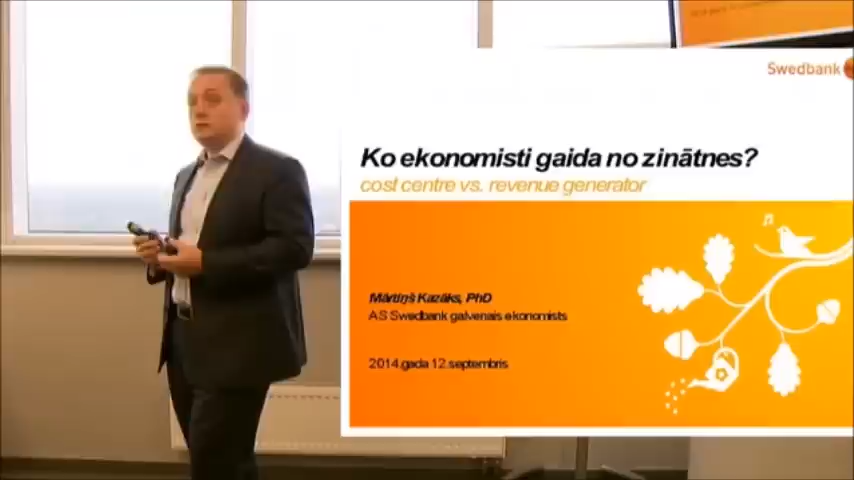 Swedbank
Ko ekonomisti gaida no zinātnes?
cost centre vs. revenue generator
Mārtiņš Kazāks, PhD
AS Swedbank galvenais ekonomists
2014.gada 12.septembris